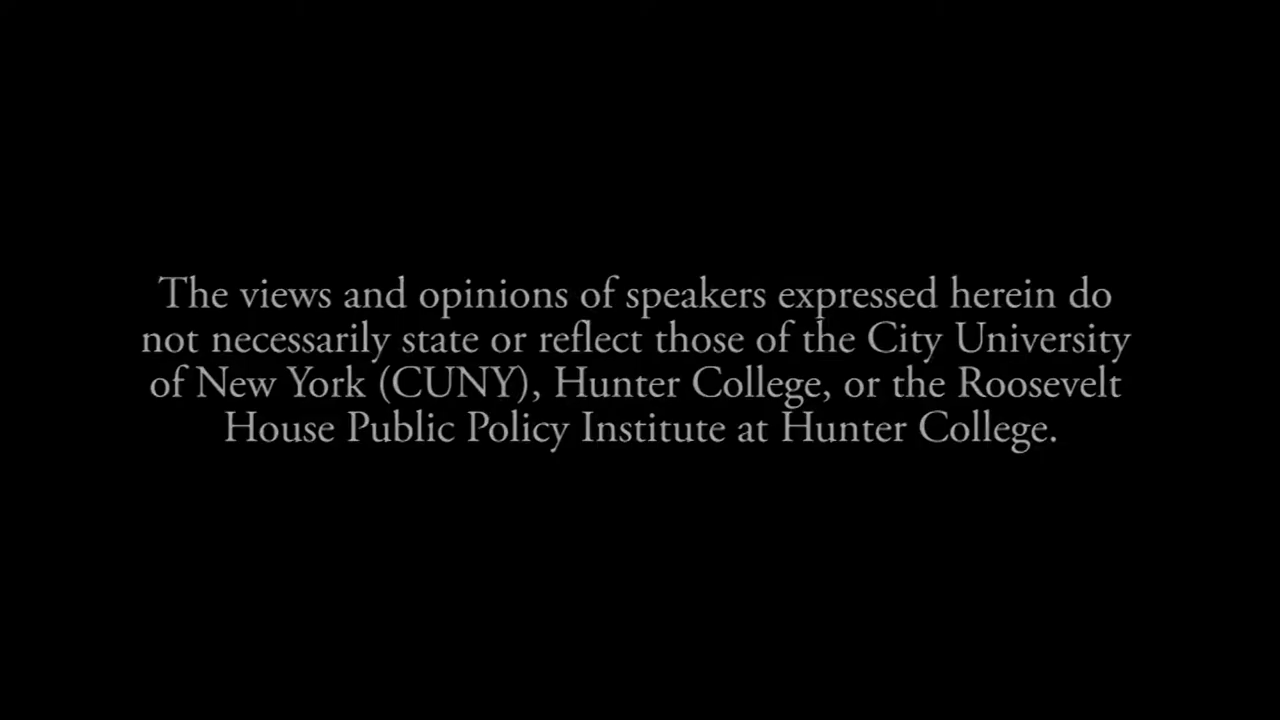 The views and opinions of speakers expressed herein do
not necessarily state or reflect those of the City University
of New York (CUNY), Hunter College, or the Roosevelt
House Public Policy Institute at Hunter College.